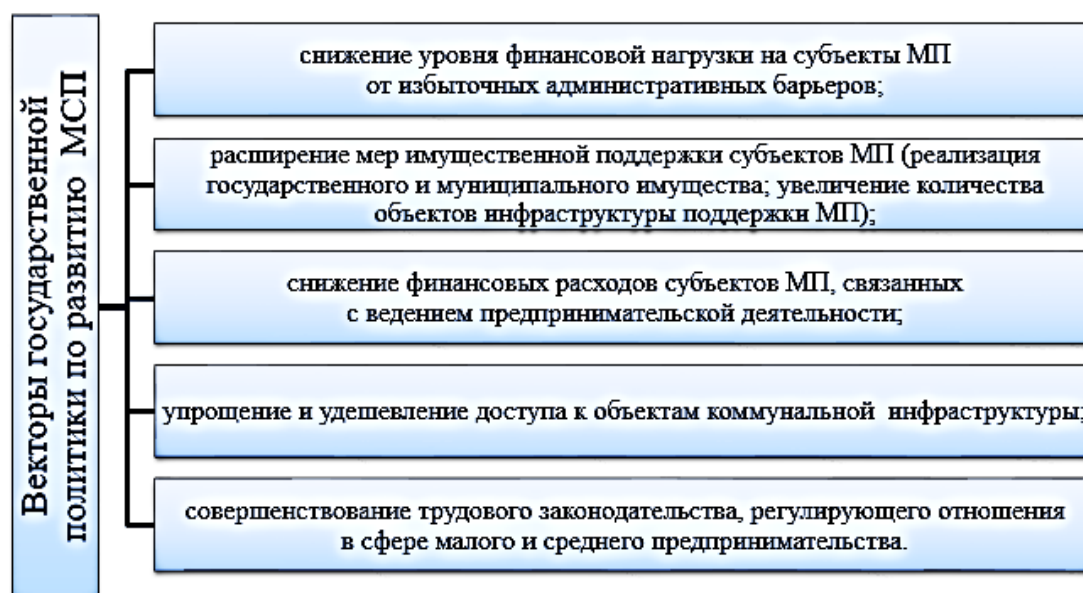 Векторы государственной
политики по развитию МСП
снижение уровня финансовой нагрузки на субъекты МП
от избыточных административных барьеров;
расширение мер имущественной поддержки субъектов МП (реализация
государственного и муниципального имущества; увеличение количества
объектов инфраструктуры поддержки МП);
снижение финансовых расходов субъектов МП, связанных
с ведением предпринимательской деятельности;
упрощение и удешевление доступа к объектам коммунальной инфраструктуры;
совершенствование трудового законодательства, регулирующего отношения
в сфере малого и среднего предпринимательства.